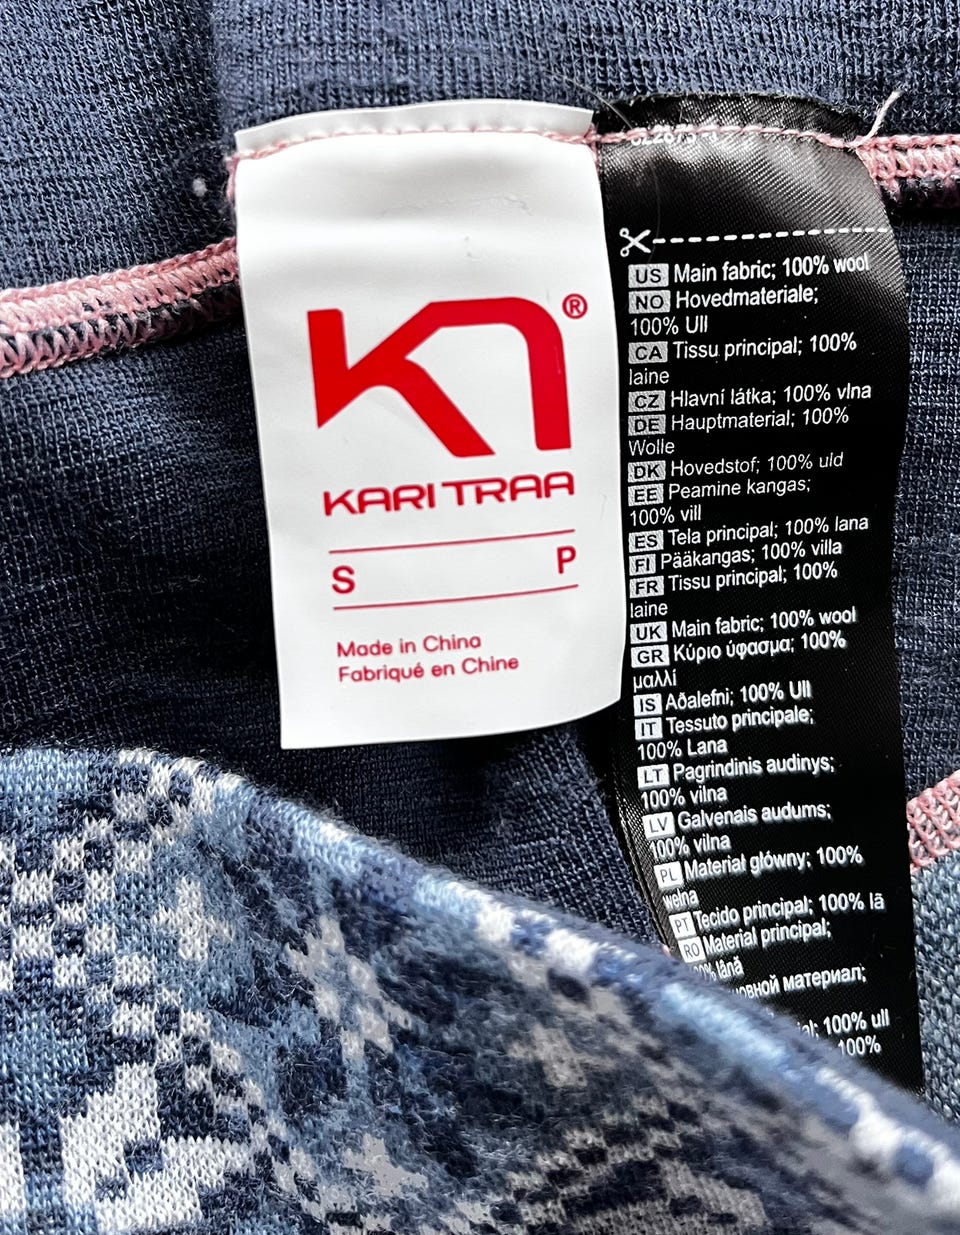 KARI TRAA
S P
Made in China
Fabriqué en Chine
US Main fabric; 100% wool
NO Hovedmateriale;
100% Ull
CA Tissu principal; 100%
laine
CZ Hlavní látka; 100% vlna
DE Hauptmaterial; 100%
Wolle
DK Hovedstof; 100% uld
EE Peamine kangas;
100% vill
ES Tela principal; 100% lana
FI Pääkangas; 100% villa
FR Tissu principal; 100%
laine
UK Main fabric; 100% wool
GR Κύριο ύφασμα; 100%
μαλλί
IS Aðalefni; 100% Ull
IT Tessuto principale;
100% Lana
LT Pagrindinis audinys;
100% vilna
LV Galvenais audums;
100% vilna
PL Material główny; 100%
wełna
PT Tecido principal; 100% lã
RO Material principal;
100% lână
материал;
100% ull
100%